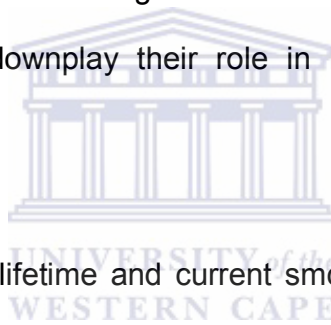 downplay their role in
UNIVERSITY of the
lifetime and current smo
WESTERN CAPE